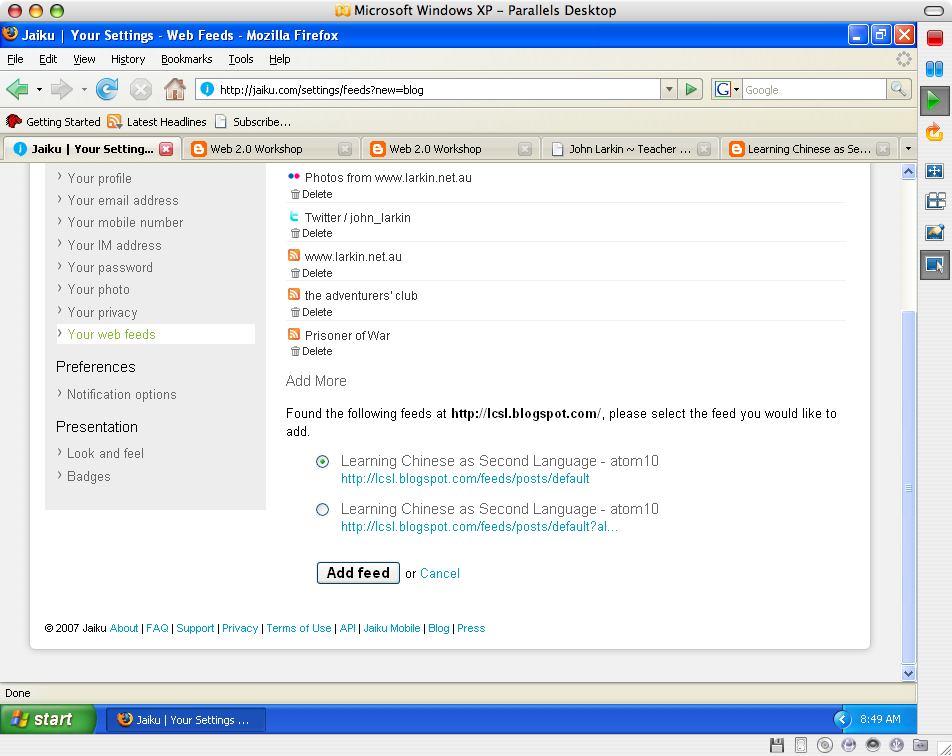 Microsoft Windows XP – Parallels Desktop
Jaiku | Your Settings - Web Feeds - Mozilla Firefox
File Edit View History Bookmarks Tools Help
http://jaiku.com/settings/feeds?new=blog
G Google
Getting Started Latest Headlines Subscribe...
Jaiku | Your Setting... Web 2.0 Workshop Web 2.0 Workshop John Larkin ~ Teacher ... Learning Chinese as Se...
Your profile
Your email address
Your mobile number
Your IM address
Your password
Your photo
Your privacy
Your web feeds
Preferences
Notification options
Presentation
Look and feel
Badges
Photos from www.larkin.net.au
Delete
Twitter / john_larkin
Delete
www.larkin.net.au
Delete
the adventurers' club
Delete
Prisoner of War
Delete
Add More
Found the following feeds at http://lcsl.blogspot.com/, please select the feed you would like to
add.
Learning Chinese as Second Language - atom10
http://lcsl.blogspot.com/feeds/posts/default
Learning Chinese as Second Language - atom10
http://lcsl.blogspot.com/feeds/posts/default?al...
Add feed or Cancel
© 2007 Jaiku About | FAQ | Support | Privacy | Terms of Use | API | Jaiku Mobile | Blog | Press
Done
start Jaiku | Your Settings ... 8:49 AM